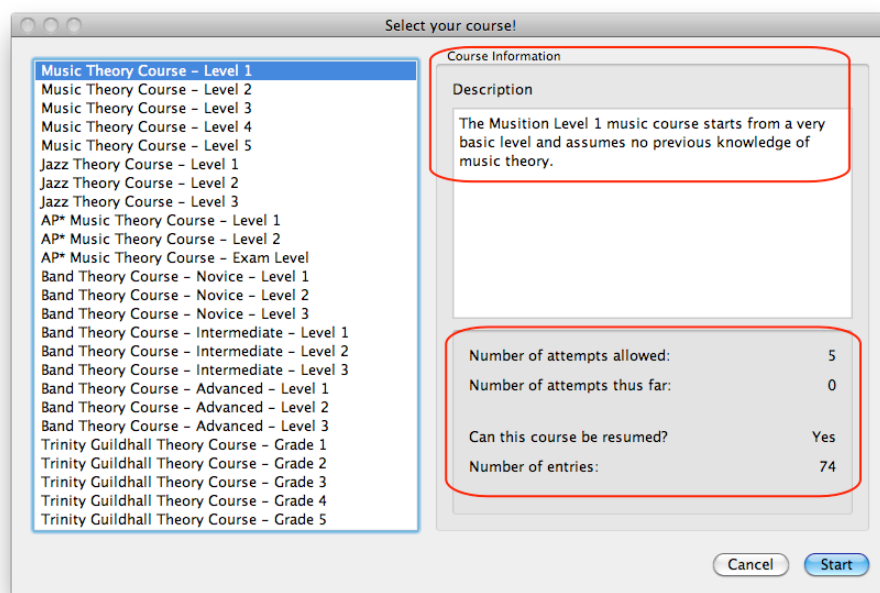 Select your course!
Music Theory Course – Level 1
Music Theory Course – Level 2
Music Theory Course – Level 3
Music Theory Course – Level 4
Music Theory Course – Level 5
Jazz Theory Course – Level 1
Jazz Theory Course – Level 2
Jazz Theory Course – Level 3
AP* Music Theory Course – Level 1
AP* Music Theory Course – Level 2
AP* Music Theory Course – Exam Level
Band Theory Course – Novice – Level 1
Band Theory Course – Novice – Level 2
Band Theory Course – Novice – Level 3
Band Theory Course – Intermediate – Level 1
Band Theory Course – Intermediate – Level 2
Band Theory Course – Intermediate – Level 3
Band Theory Course – Advanced – Level 1
Band Theory Course – Advanced – Level 2
Band Theory Course – Advanced – Level 3
Trinity Guildhall Theory Course – Grade 1
Trinity Guildhall Theory Course – Grade 2
Trinity Guildhall Theory Course – Grade 3
Trinity Guildhall Theory Course – Grade 4
Trinity Guildhall Theory Course – Grade 5
Course Information
Description
The Musition Level 1 music course starts from a very
basic level and assumes no previous knowledge of
music theory.
Number of attempts allowed: 5
Number of attempts thus far: 0
Can this course be resumed? Yes
Number of entries: 74
Cancel Start